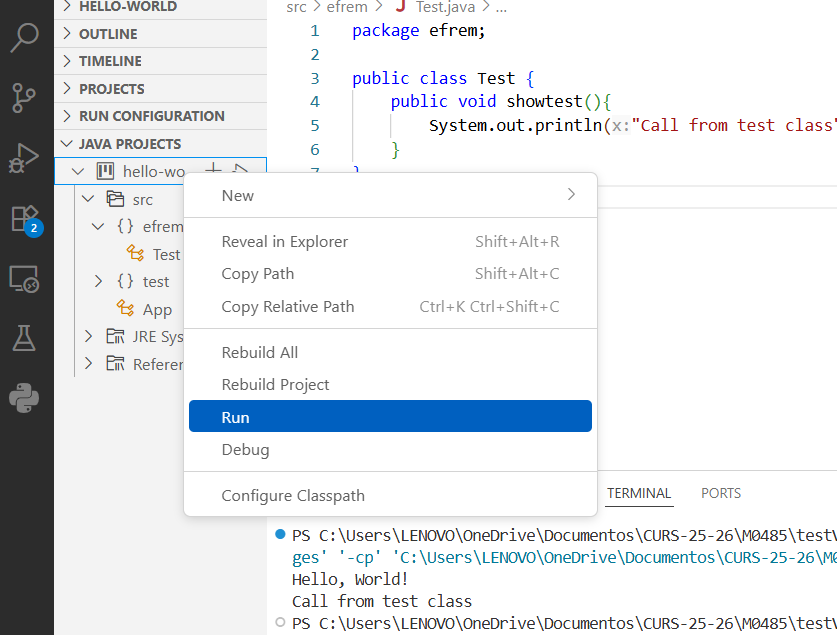 HELLO-WORLD
OUTLINE
TIMELINE
PROJECTS
RUN CONFIGURATION
JAVA PROJECTS
hello-wo
src
efrem
Test
test
App
JRE Sys
Referen
2
src > efrem > J Test.java > ...
1 package efrem;
2
3 public class Test {
4 public void showtest(){
5 System.out.println(x:"Call from test class"
6 }
7 }
New
Reveal in Explorer Shift+Alt+R
Copy Path Shift+Alt+C
Copy Relative Path Ctrl+K Ctrl+Shift+C
Rebuild All
Rebuild Project
Run
Debug
Configure Classpath
TERMINAL PORTS
PS C:\Users\LENOVO\OneDrive\Documentos\CURS-25-26\M0485\test
ges' '-cp' 'C:\Users\LENOVO\OneDrive\Documentos\CURS-25-26\M0
Hello, World!
Call from test class
PS C:\Users\LENOVO\OneDrive\Documentos\CURS-25-26\M0485\test